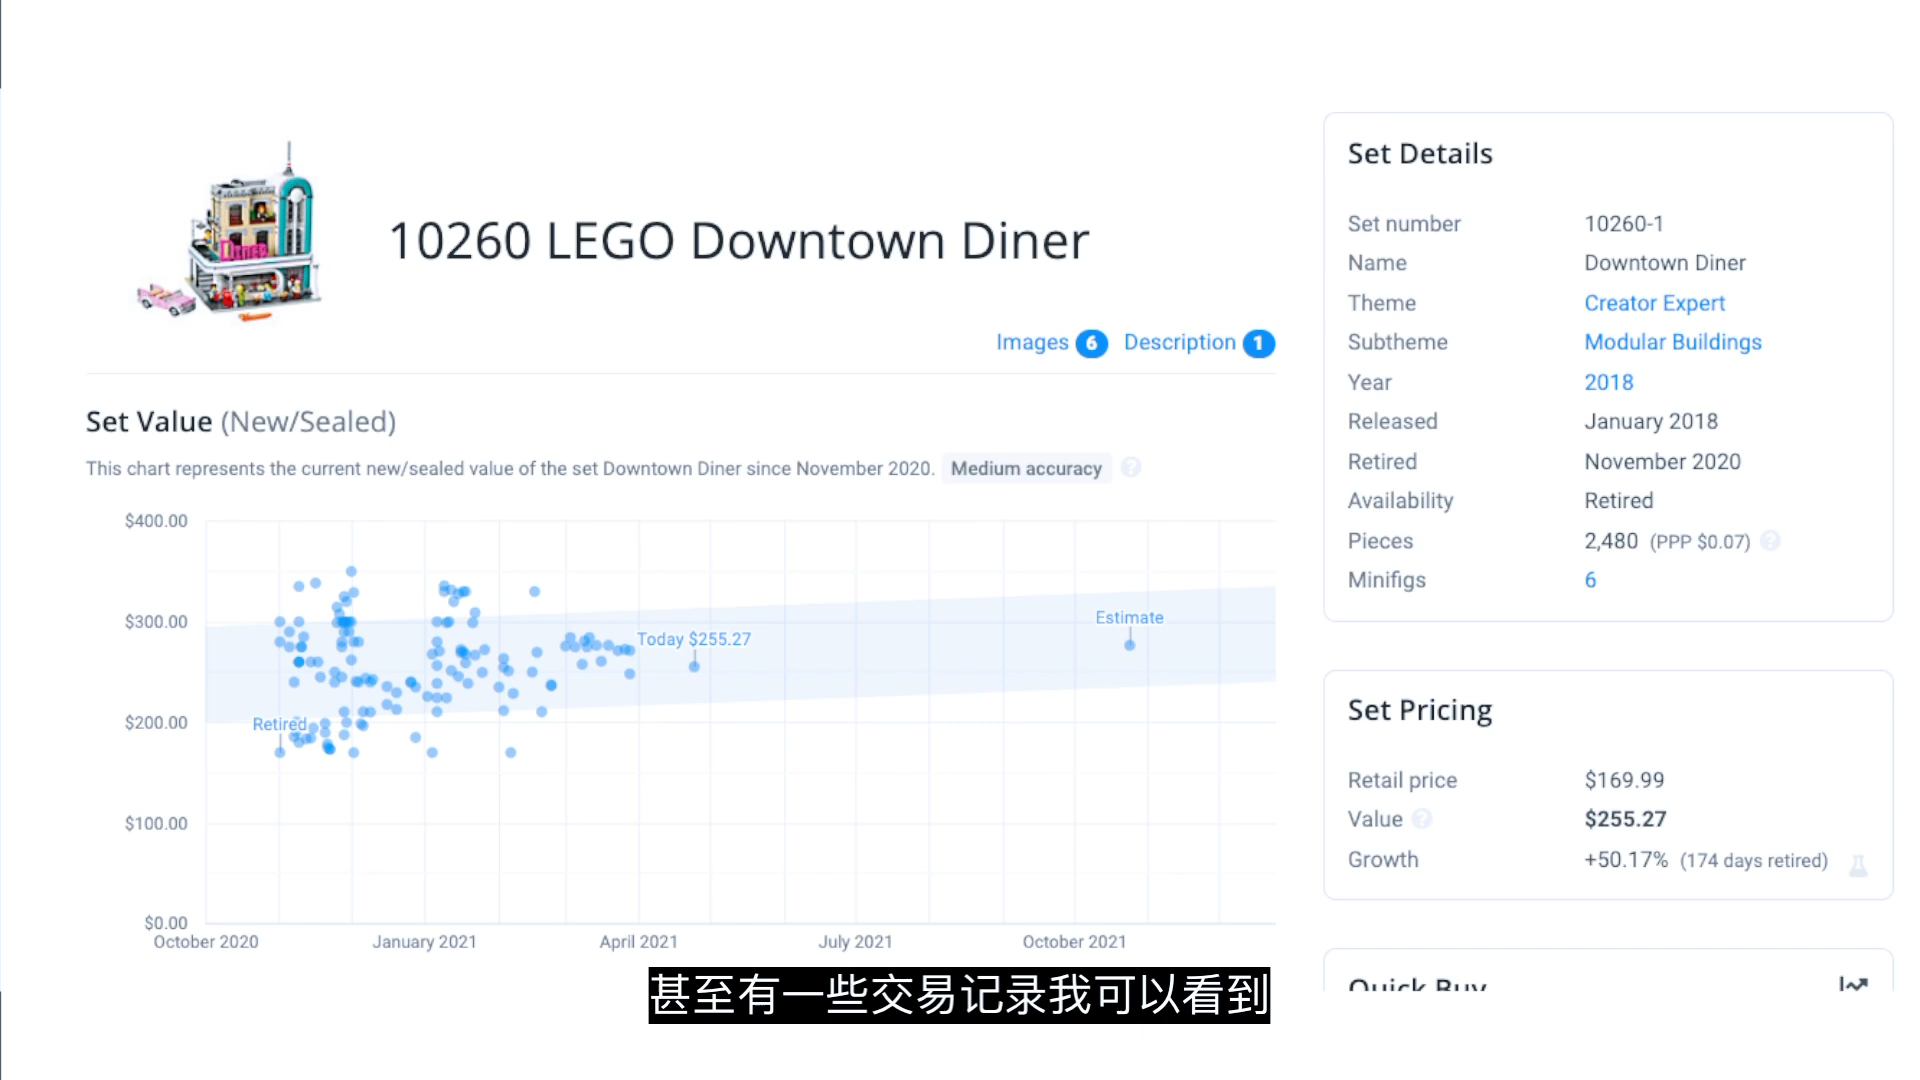 10260 LEGO Downtown Diner
Images 6 Description 1
Set Value (New/Sealed)
This chart represents the current new/sealed value of the set Downtown Diner since November 2020. Medium accuracy ?
$400.00
$300.00
$200.00
$100.00
$0.00
Retired
Today $255.27
Estimate
October 2020
January 2021
April 2021
July 2021
October 2021
Set Details
Set number 10260-1
Name Downtown Diner
Theme Creator Expert
Subtheme Modular Buildings
Year 2018
Released January 2018
Retired November 2020
Availability Retired
Pieces 2,480 (PPP $0.07) ?
Minifigs 6
Set Pricing
Retail price $169.99
Value ? $255.27
Growth +50.17% (174 days retired)
Quick Buy
甚至有一些交易记录我可以看到
DINER